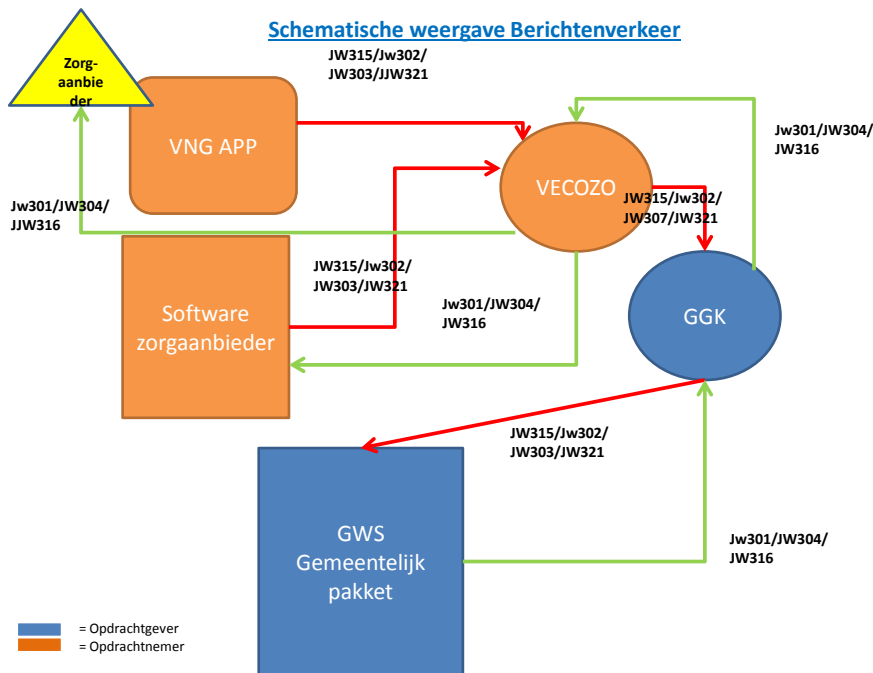 Schematische weergave Berichtenverkeer
Zorg-
aanbie
der
JW315/Jw302/
JW303/JJW321
VNG APP
Jw301/JW304/
JW316
VECOZO
JW315/Jw302/
JW307/JW321
Jw301/JW304/
JJW316
JW315/Jw302/
JW303/JW321
Jw301/JW304/
JW316
Software
zorgaanbieder
GGK
JW315/Jw302/
JW303/JW321
GWS
Gemeentelijk
pakket
Jw301/JW304/
JW316
= Opdrachtgever
= Opdrachtnemer